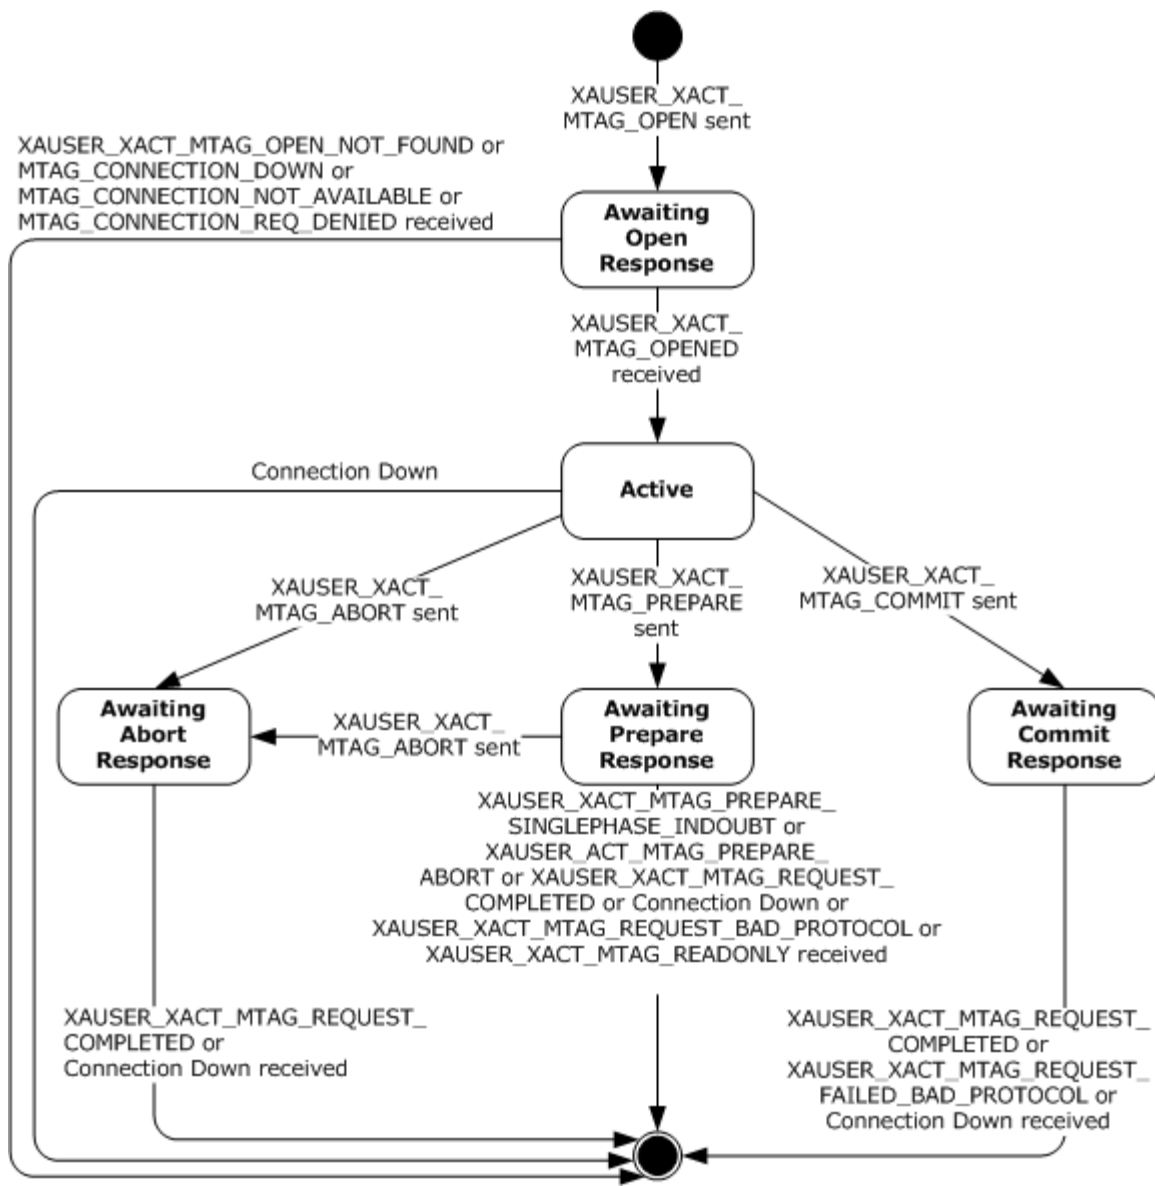 XAUSER_XACT_
MTAG_OPEN sent
XAUSER_XACT_MTAG_OPEN_NOT_FOUND or
MTAG_CONNECTION_DOWN or
MTAG_CONNECTION_NOT_AVAILABLE or
MTAG_CONNECTION_REQ_DENIED received
Awaiting
Open
Response
XAUSER_XACT_
MTAG_OPENED
received
Connection Down
Active
XAUSER_XACT_
MTAG_ABORT sent
XAUSER_XACT_
MTAG_PREPARE
sent
XAUSER_XACT_
MTAG_COMMIT sent
Awaiting
Abort
Response
XAUSER_XACT_
MTAG_ABORT sent
Awaiting
Prepare
Response
Awaiting
Commit
Response
XAUSER_XACT_MTAG_PREPARE_
SINGLEPHASE_INDOUBT or
XAUSER_ACT_MTAG_PREPARE_
ABORT or XAUSER_XACT_MTAG_REQUEST_
COMPLETED or Connection Down or
XAUSER_XACT_MTAG_REQUEST_BAD_PROTOCOL or
XAUSER_XACT_MTAG_READONLY received
XAUSER_XACT_MTAG_REQUEST_
COMPLETED or
Connection Down received
XAUSER_XACT_MTAG_REQUEST_
COMPLETED or
XAUSER_XACT_MTAG_REQUEST_
FAILED_BAD_PROTOCOL or
Connection Down received